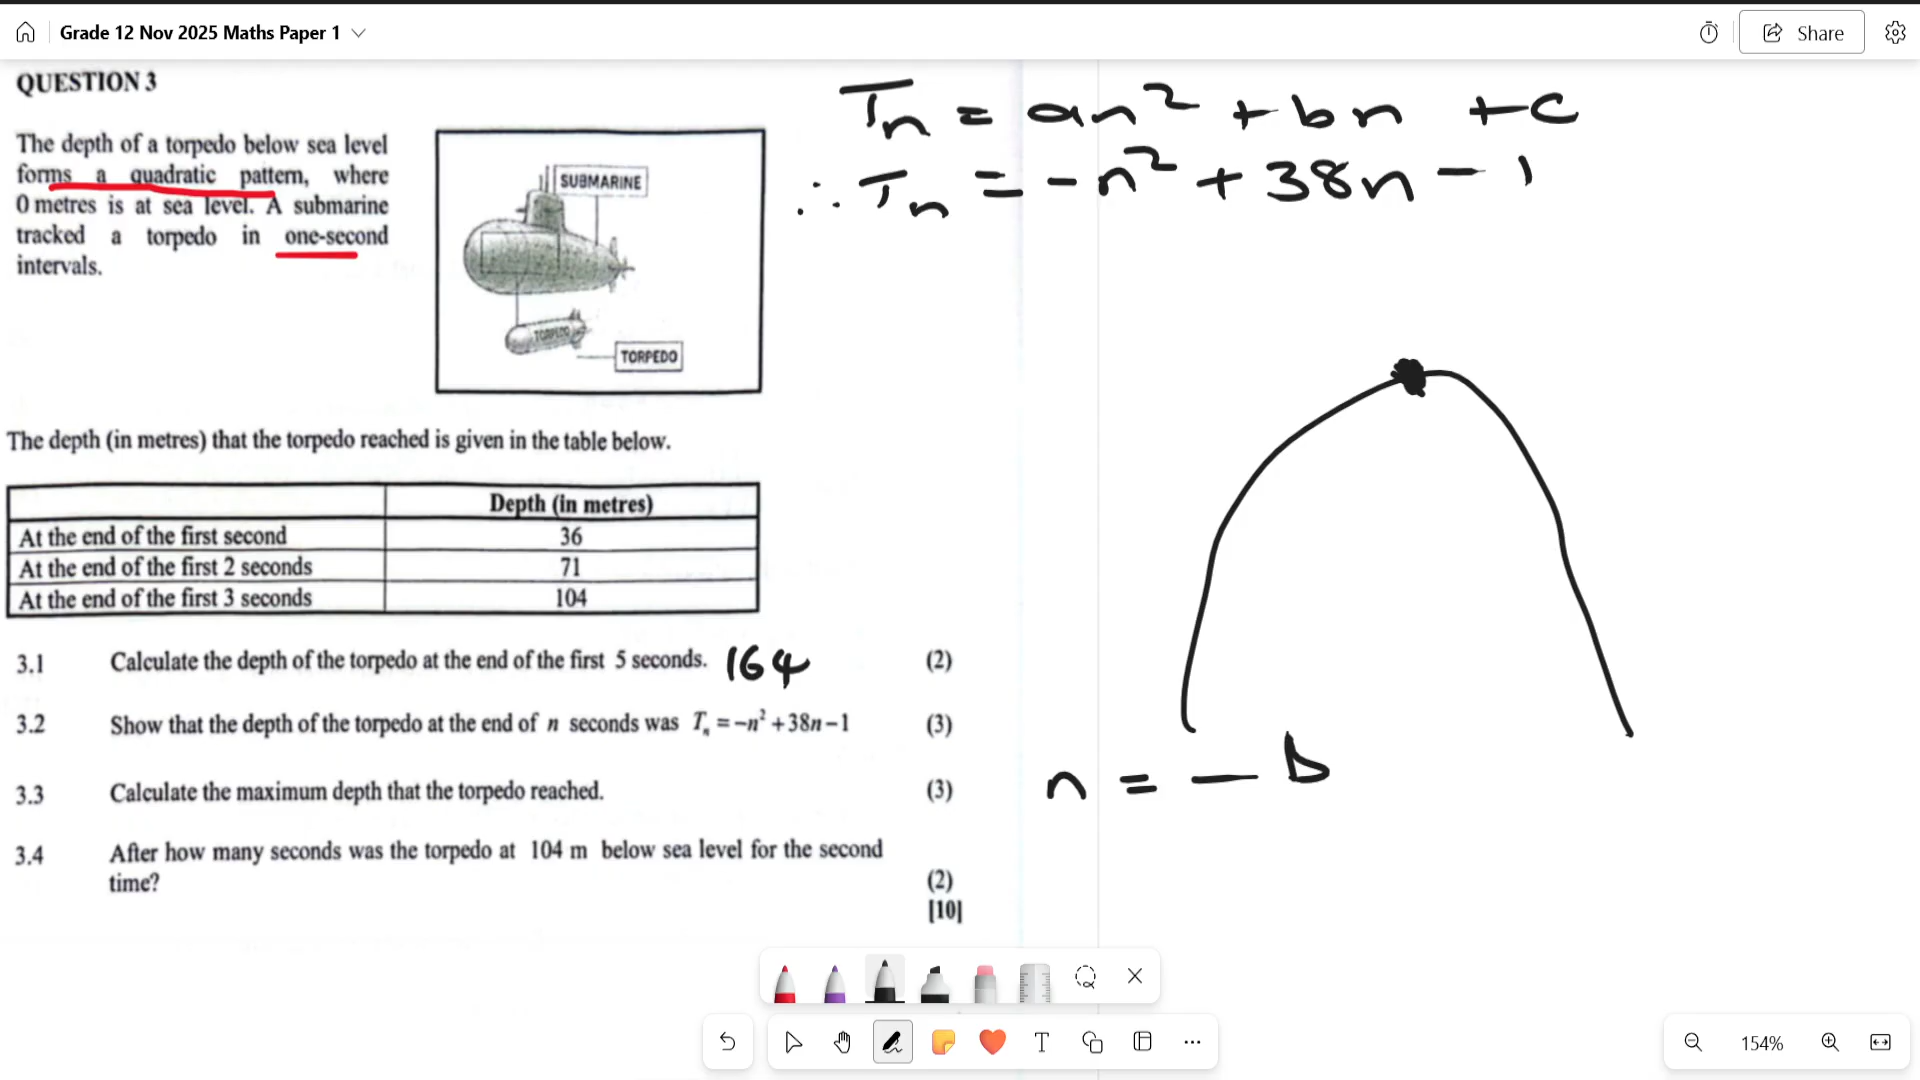 Grade 12 Nov 2025 Maths Paper 1
Share
QUESTION 3
The depth of a torpedo below sea level
forms a quadratic pattern, where
0 metres is at sea level. A submarine
tracked a torpedo in one-second
intervals.
SUBMARINE
TORPEDO
TORPEDO
The depth (in metres) that the torpedo reached is given in the table below.
Depth (in metres)
At the end of the first second 36
At the end of the first 2 seconds 71
At the end of the first 3 seconds 104
3.1 Calculate the depth of the torpedo at the end of the first 5 seconds. 164 (2)
3.2 Show that the depth of the torpedo at the end of n seconds was Tₙ = −n² + 38n − 1 (3)
3.3 Calculate the maximum depth that the torpedo reached. (3)
3.4 After how many seconds was the torpedo at 104 m below sea level for the second
time? (2)
[10]
Tₙ = an² + bn + c
∴ Tₙ = −n² + 38n − 1
n = − b
154%